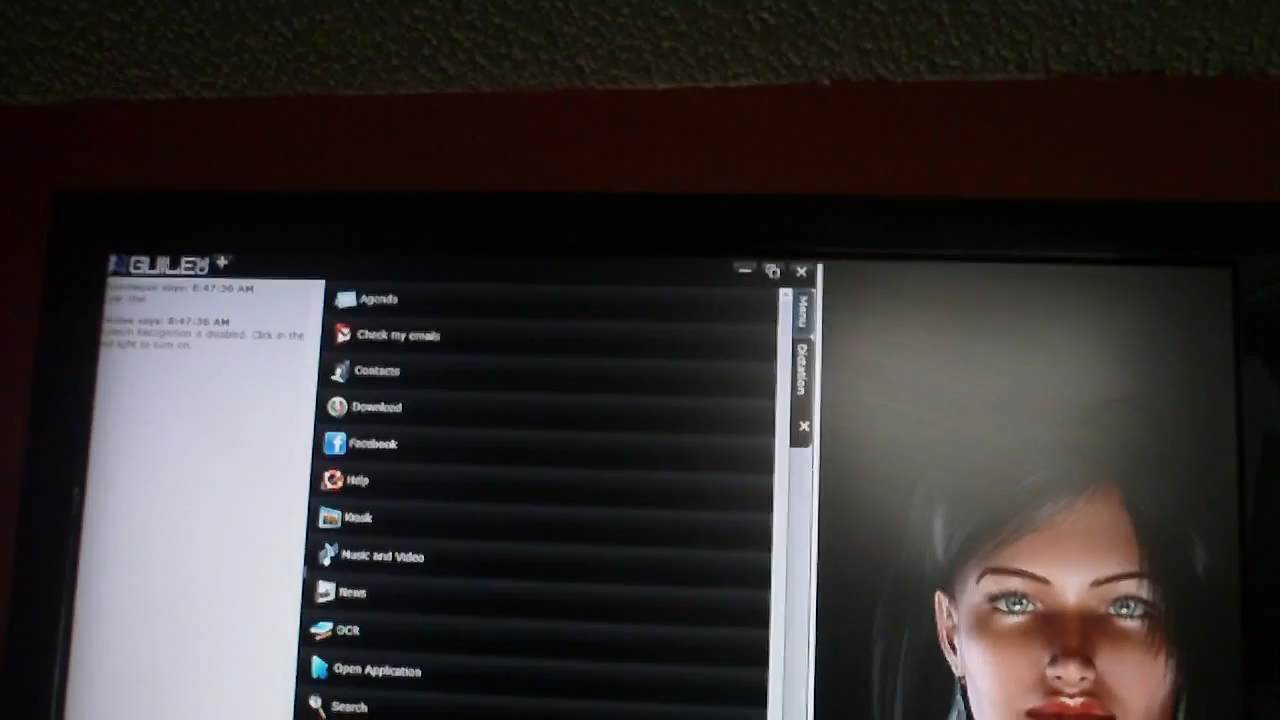 GUILE
says: 8:47:36 AM
says: 8:47:36 AM
Recognition is disabled. Click in the
light to turn on.
Agenda
Check my emails
Contacts
Download
Facebook
Help
Kiosk
Music and Video
News
OCR
Open Application
Search
Menu
Dictation